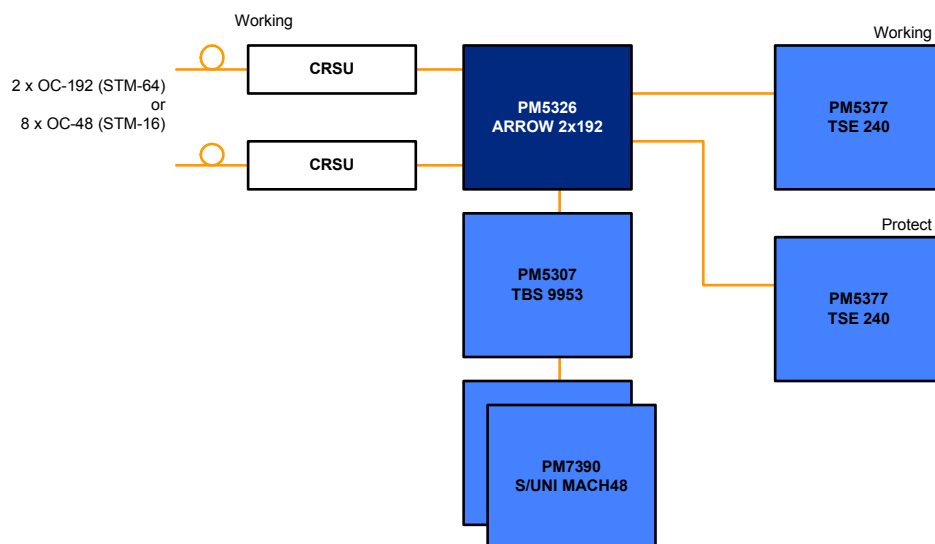 Working
CRSU
2 x OC-192 (STM-64)
or
8 x OC-48 (STM-16)
CRSU
PM5326
ARROW 2x192
Working
PM5377
TSE 240
Protect
PM5377
TSE 240
PM5307
TBS 9953
PM7390
S/UNI MACH48